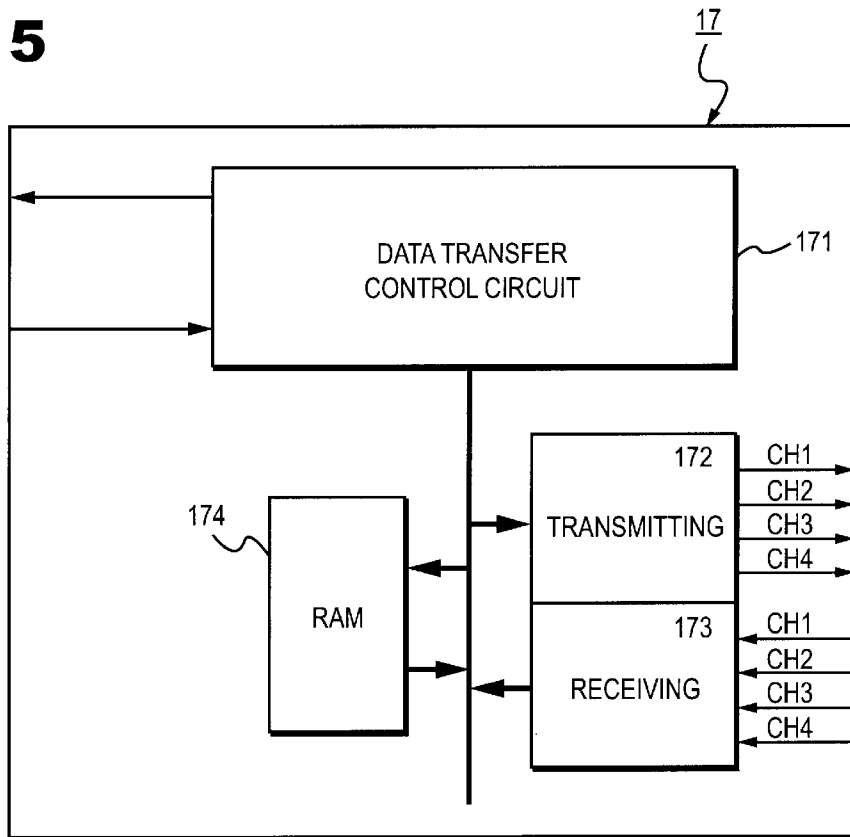 5
17
DATA TRANSFER
CONTROL CIRCUIT
171
172
TRANSMITTING
CH1
CH2
CH3
CH4
174
RAM
173
RECEIVING
CH1
CH2
CH3
CH4